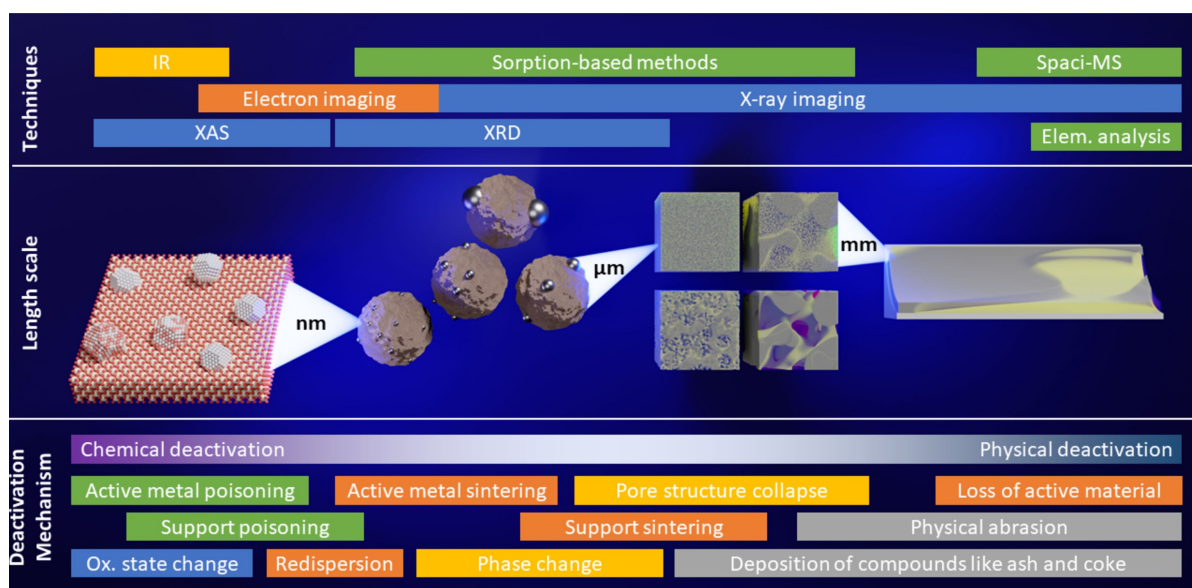 Techniques
IR
Sorption-based methods
Spaci-MS
Electron imaging
X-ray imaging
XAS
XRD
Elem. analysis
Length scale
nm
µm
mm
Deactivation
Mechanism
Chemical deactivation
Physical deactivation
Active metal poisoning
Active metal sintering
Pore structure collapse
Loss of active material
Support poisoning
Support sintering
Physical abrasion
Ox. state change
Redispersion
Phase change
Deposition of compounds like ash and coke